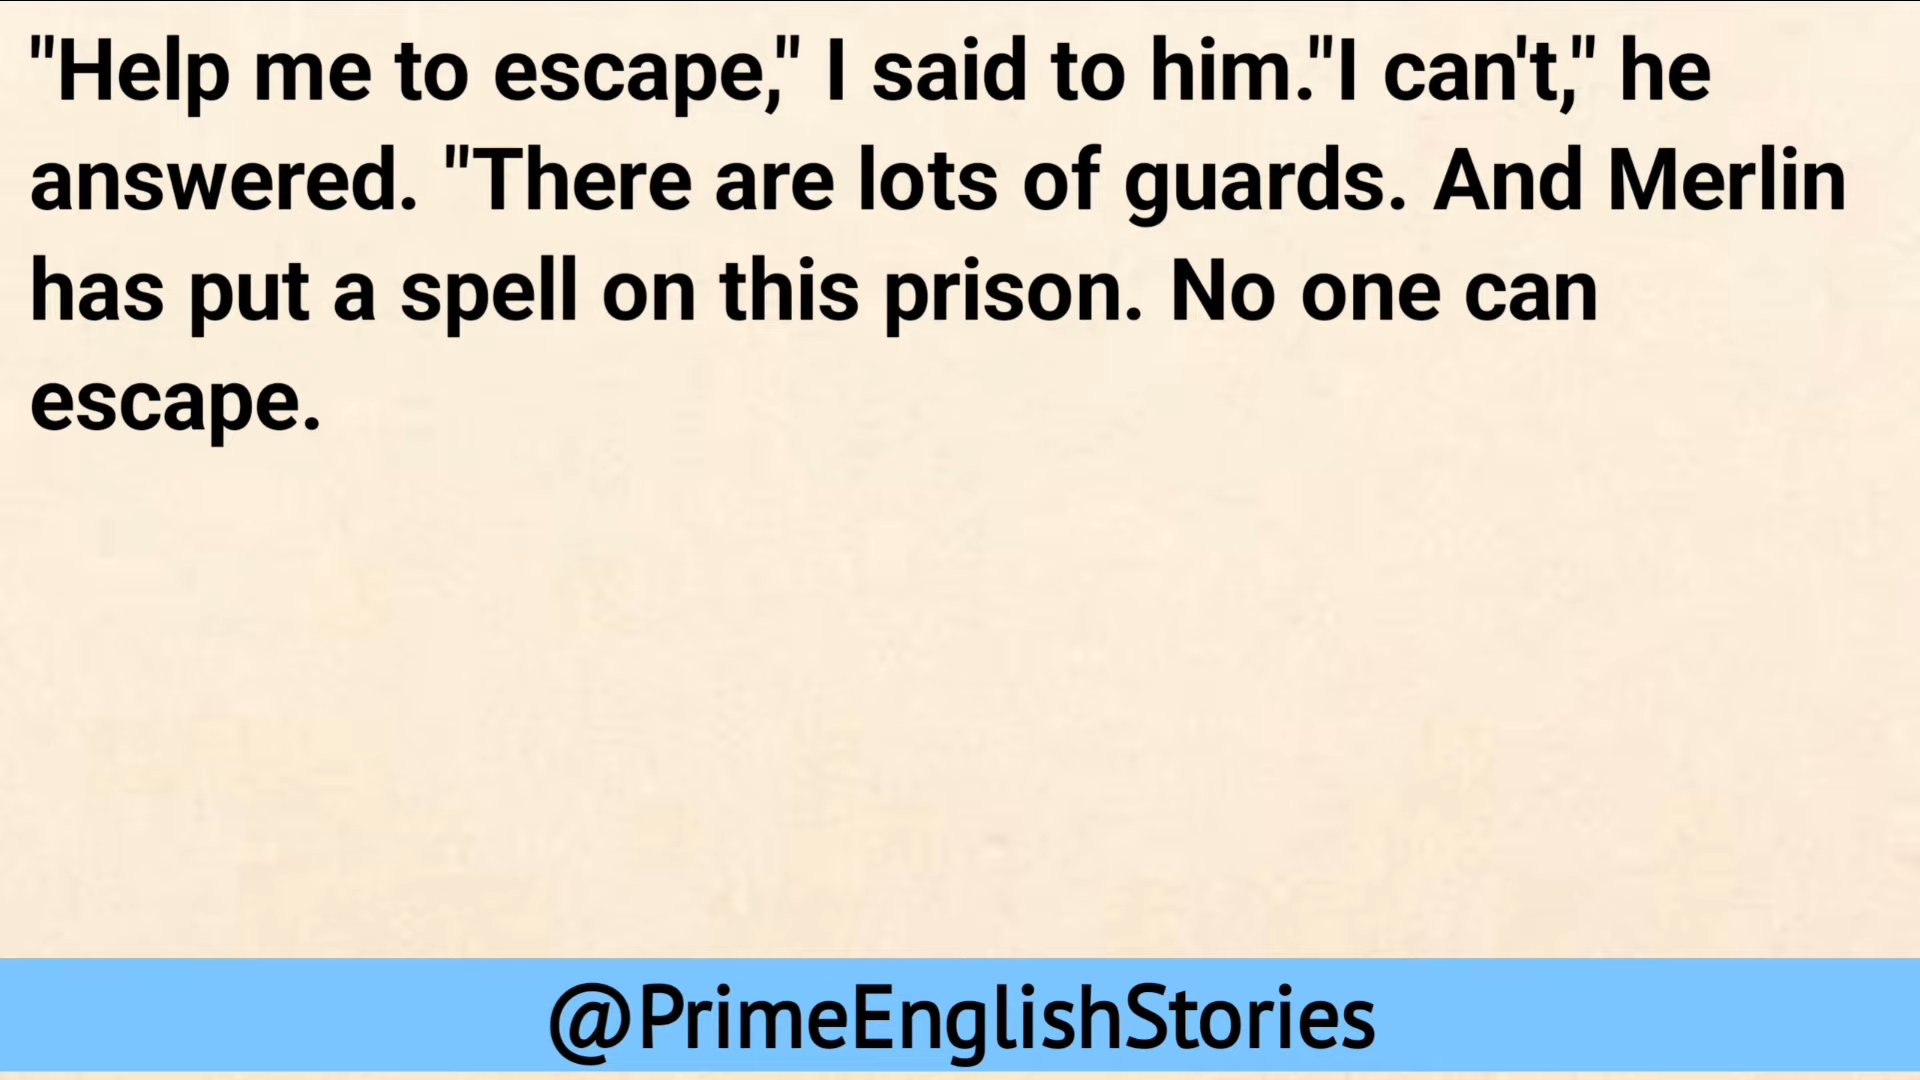 "Help me to escape," I said to him."I can't," he
answered. "There are lots of guards. And Merlin
has put a spell on this prison. No one can
escape.
@PrimeEnglishStories